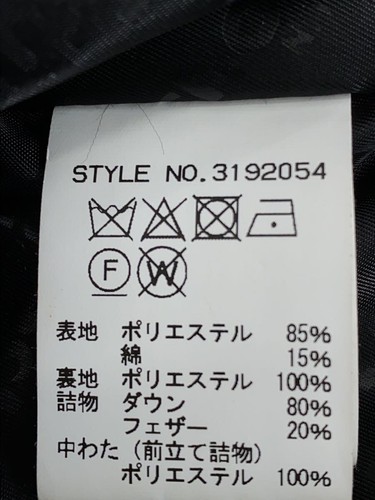 STYLE NO.3192054
F W
表地 ポリエステル 85%
綿 15%
裏地 ポリエステル 100%
詰物 ダウン 80%
フェザー 20%
中わた（前立て詰物）
ポリエステル 100%